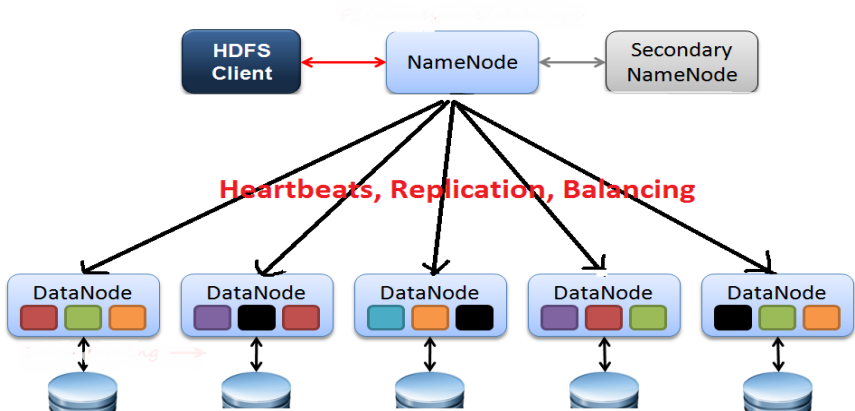 HDFS
Client
NameNode
Secondary
NameNode
Heartbeats, Replication, Balancing
DataNode
DataNode
DataNode
DataNode
DataNode